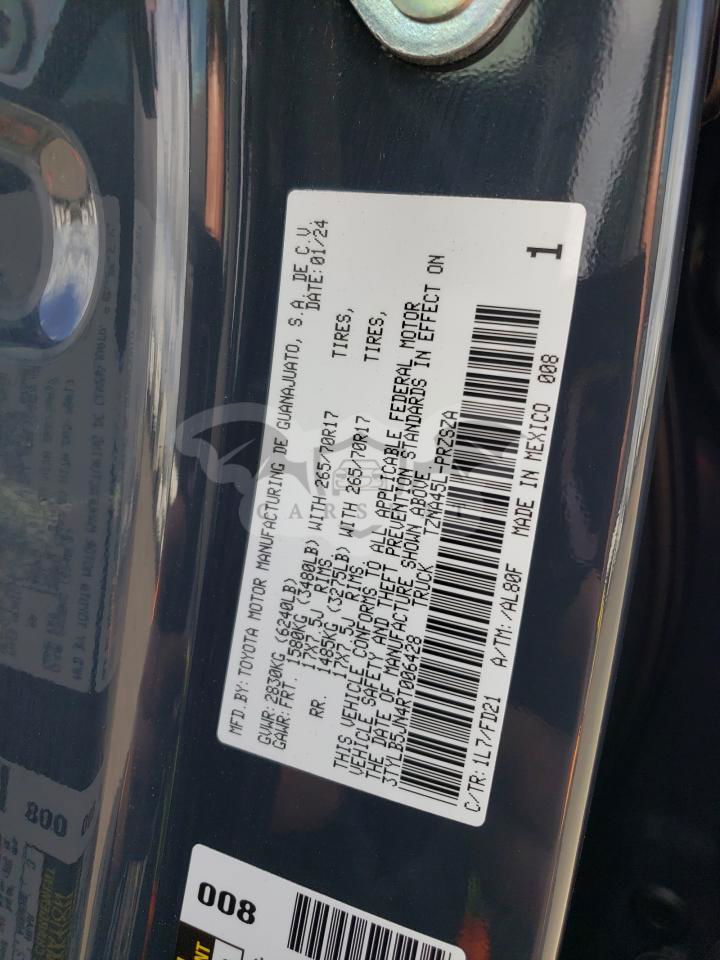 MFD.BY: TOYOTA MOTOR MANUFACTURING DE GUANAJUATO, S.A. DE C.V.
DATE: 01/24
GVWR: 2830KG (6240LB)
GAWR: FRT. 1580KG (3480LB) WITH 265/70R17 TIRES,
17X7.5J RIMS,
RR. 1485KG (3275LB) WITH 265/70R17 TIRES,
17X7.5J RIMS,
THIS VEHICLE CONFORMS TO ALL APPLICABLE FEDERAL MOTOR
VEHICLE SAFETY AND THEFT PREVENTION STANDARDS IN EFFECT ON
THE DATE OF MANUFACTURE SHOWN ABOVE.
3TYLB5JN4RT006428 TRUCK TZNA45L-PRZSZA
C/TR: 1L7/FD21 A/TM: /AL80F MADE IN MEXICO 008
1
008